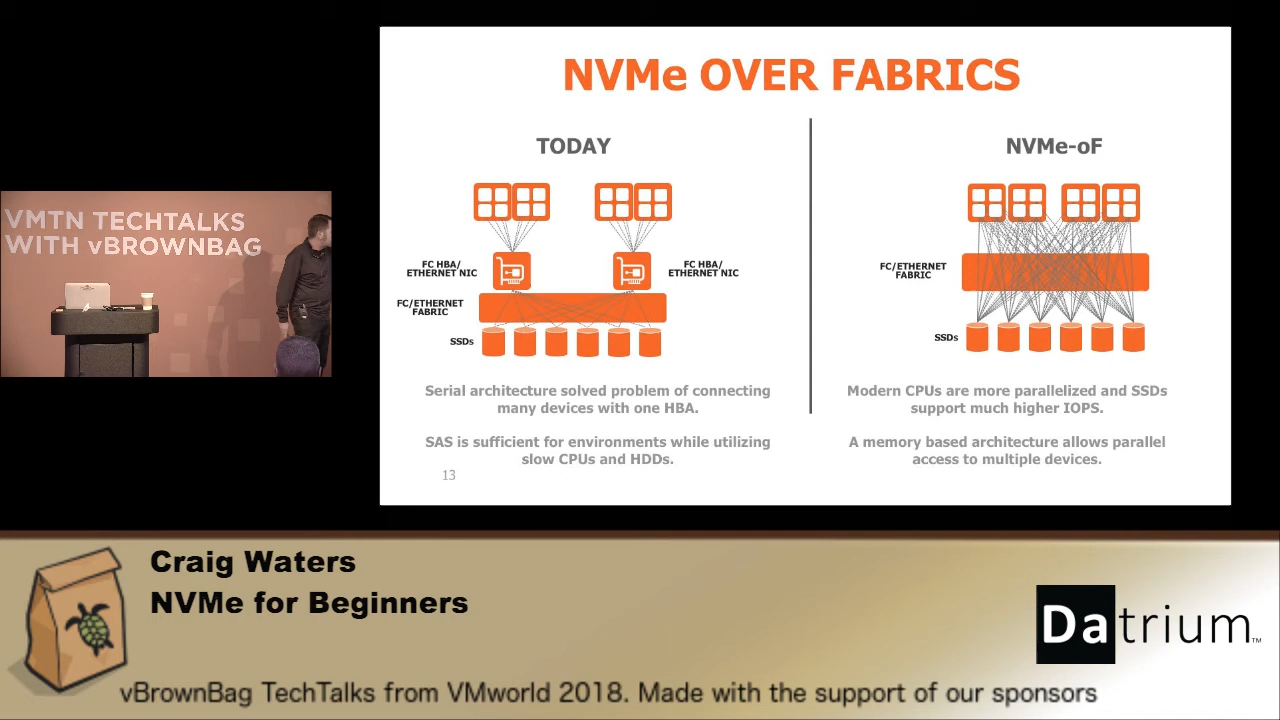 NVMe OVER FABRICS
TODAY
FC HBA/
ETHERNET NIC
FC HBA/
ETHERNET NIC
FC/ETHERNET
FABRIC
SSDs
Serial architecture solved problem of connecting
many devices with one HBA.
SAS is sufficient for environments while utilizing
slow CPUs and HDDs.
13
NVMe-oF
FC/ETHERNET
FABRIC
SSDs
Modern CPUs are more parallelized and SSDs
support much higher IOPS.
A memory based architecture allows parallel
access to multiple devices.
VMTN TECHTALKS
WITH vBROWNBAG
Craig Waters
NVMe for Beginners
Datrium™
vBrownBag TechTalks from VMworld 2018. Made with the support of our sponsors